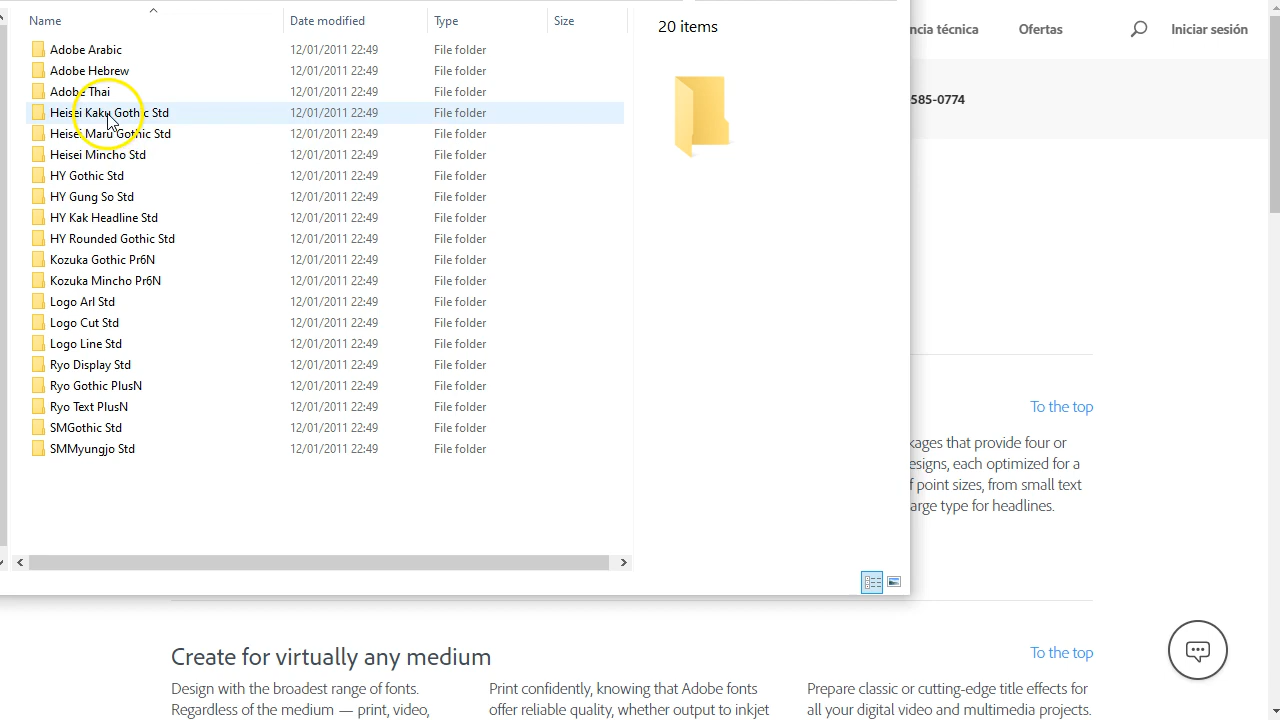 Name Date modified Type Size
20 items
Adobe Arabic 12/01/2011 22:49 File folder
Adobe Hebrew 12/01/2011 22:49 File folder
Adobe Thai 12/01/2011 22:49 File folder
Heisei Kaku Gothic Std 12/01/2011 22:49 File folder
Heisei Maru Gothic Std 12/01/2011 22:49 File folder
Heisei Mincho Std 12/01/2011 22:49 File folder
HY Gothic Std 12/01/2011 22:49 File folder
HY Gung So Std 12/01/2011 22:49 File folder
HY Kak Headline Std 12/01/2011 22:49 File folder
HY Rounded Gothic Std 12/01/2011 22:49 File folder
Kozuka Gothic Pr6N 12/01/2011 22:49 File folder
Kozuka Mincho Pr6N 12/01/2011 22:49 File folder
Logo Arl Std 12/01/2011 22:49 File folder
Logo Cut Std 12/01/2011 22:49 File folder
Logo Line Std 12/01/2011 22:49 File folder
Ryo Display Std 12/01/2011 22:49 File folder
Ryo Gothic PlusN 12/01/2011 22:49 File folder
Ryo Text PlusN 12/01/2011 22:49 File folder
SMGothic Std 12/01/2011 22:49 File folder
SMMyungjo Std 12/01/2011 22:49 File folder
ncia técnica Ofertas Iniciar sesión
585-0774
To the top
kages that provide four or
esigns, each optimized for a
f point sizes, from small text
arge type for headlines.
Create for virtually any medium
To the top
Design with the broadest range of fonts.
Regardless of the medium — print, video,
Print confidently, knowing that Adobe fonts
offer reliable quality, whether output to inkjet
Prepare classic or cutting-edge title effects for
all your digital video and multimedia projects.